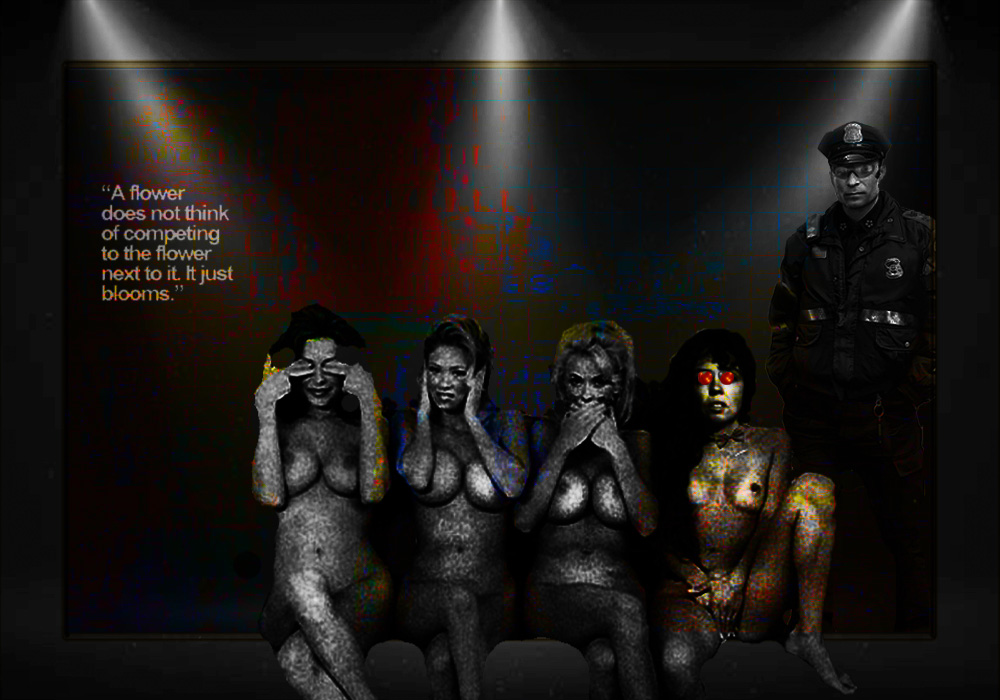 “A flower
does not think
of competing
to the flower
next to it. It just
blooms.”